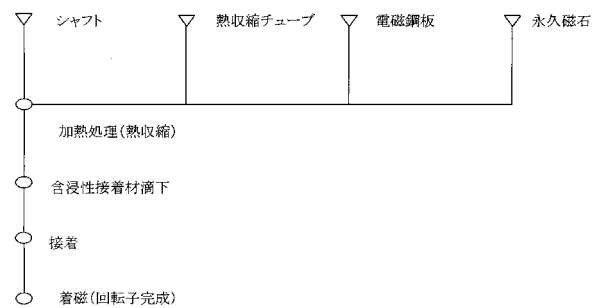 シャフト
熱収縮チューブ
電磁鋼板
永久磁石
加熱処理(熱収縮)
含浸性接着材滴下
接着
着磁(回転子完成)